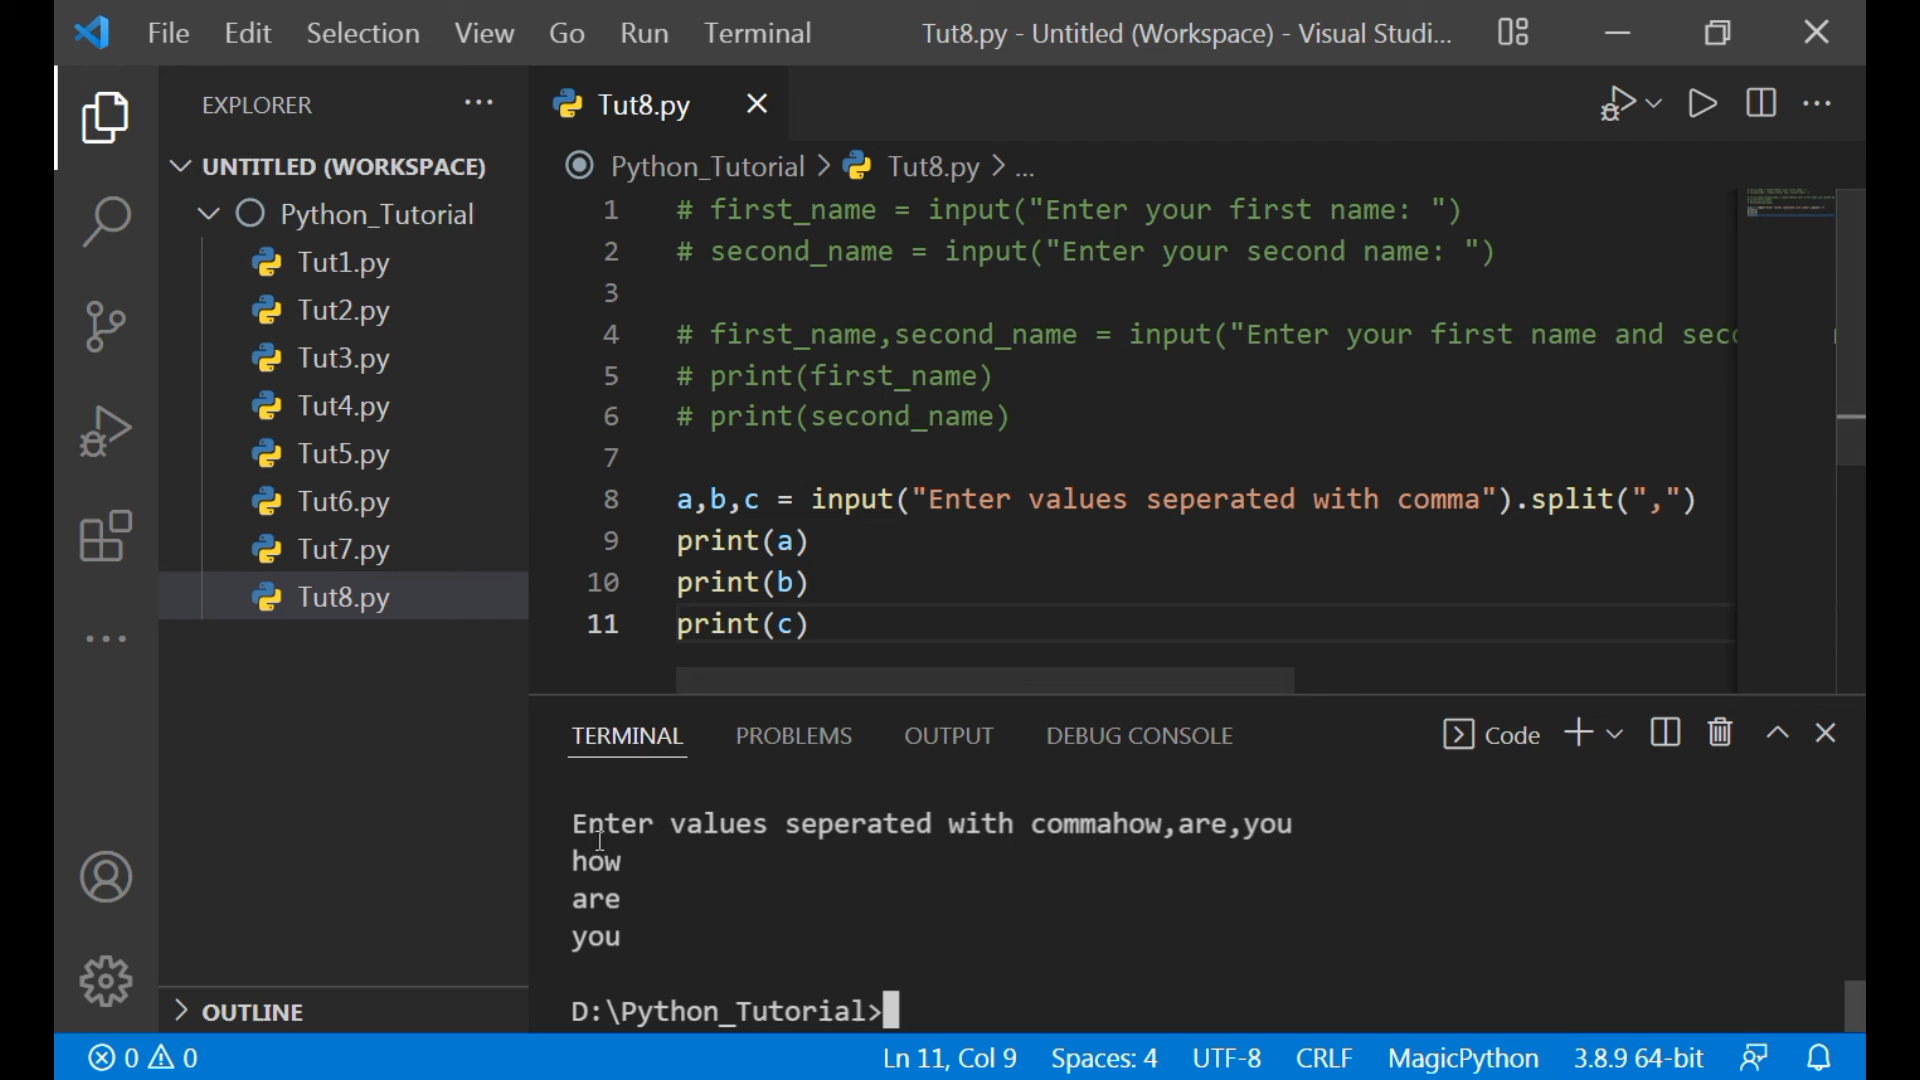 File Edit Selection View Go Run Terminal Tut8.py - Untitled (Workspace) - Visual Studi...
EXPLORER
UNTITLED (WORKSPACE)
Python_Tutorial
Tut1.py
Tut2.py
Tut3.py
Tut4.py
Tut5.py
Tut6.py
Tut7.py
Tut8.py
OUTLINE
Tut8.py
Python_Tutorial > Tut8.py > ...
1 # first_name = input("Enter your first name: ")
2 # second_name = input("Enter your second name: ")
3
4 # first_name,second_name = input("Enter your first name and sec
5 # print(first_name)
6 # print(second_name)
7
8 a,b,c = input("Enter values seperated with comma").split(",")
9 print(a)
10 print(b)
11 print(c)
TERMINAL PROBLEMS OUTPUT DEBUG CONSOLE Code
Enter values seperated with commahow,are,you
how
are
you
D:\Python_Tutorial>
0 0 Ln 11, Col 9 Spaces: 4 UTF-8 CRLF MagicPython 3.8.9 64-bit